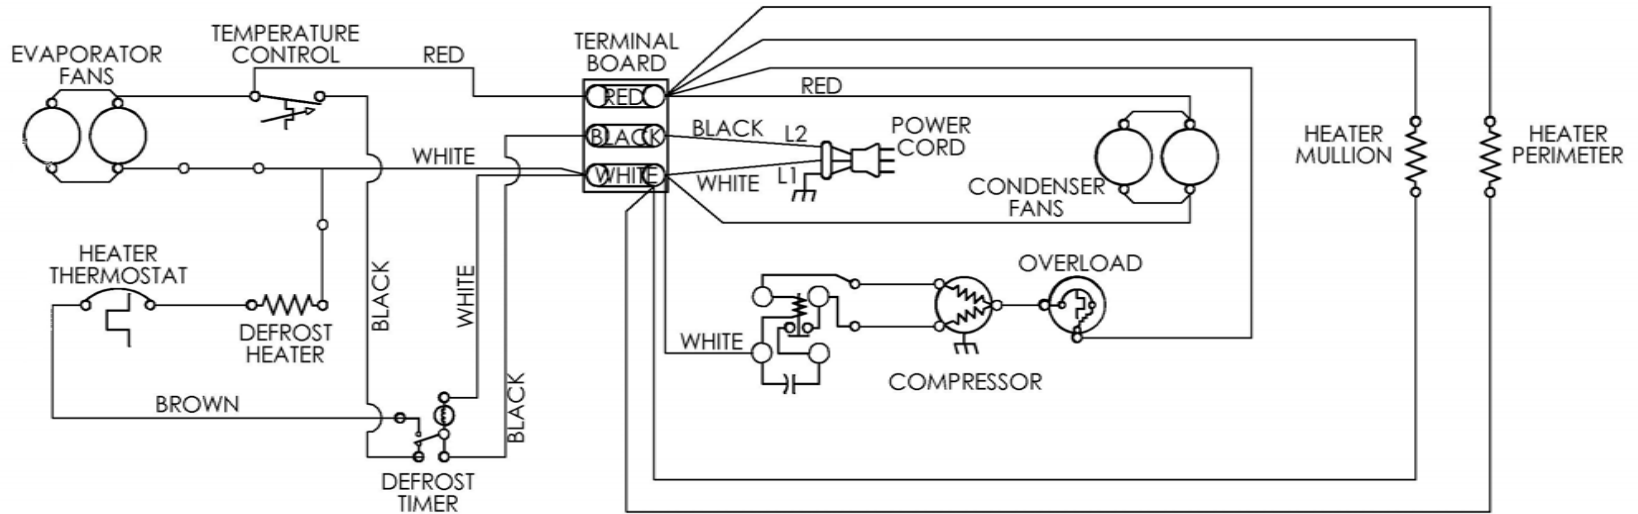 EVAPORATOR
FANS
TEMPERATURE
CONTROL
RED
TERMINAL
BOARD
RED
BLACK
WHITE
WHITE
RED
BLACK
L2
POWER
CORD
WHITE
L1
CONDENSER
FANS
HEATER
MULLION
HEATER
PERIMETER
HEATER
THERMOSTAT
DEFROST
HEATER
BLACK
WHITE
OVERLOAD
WHITE
COMPRESSOR
BROWN
BLACK
DEFROST
TIMER